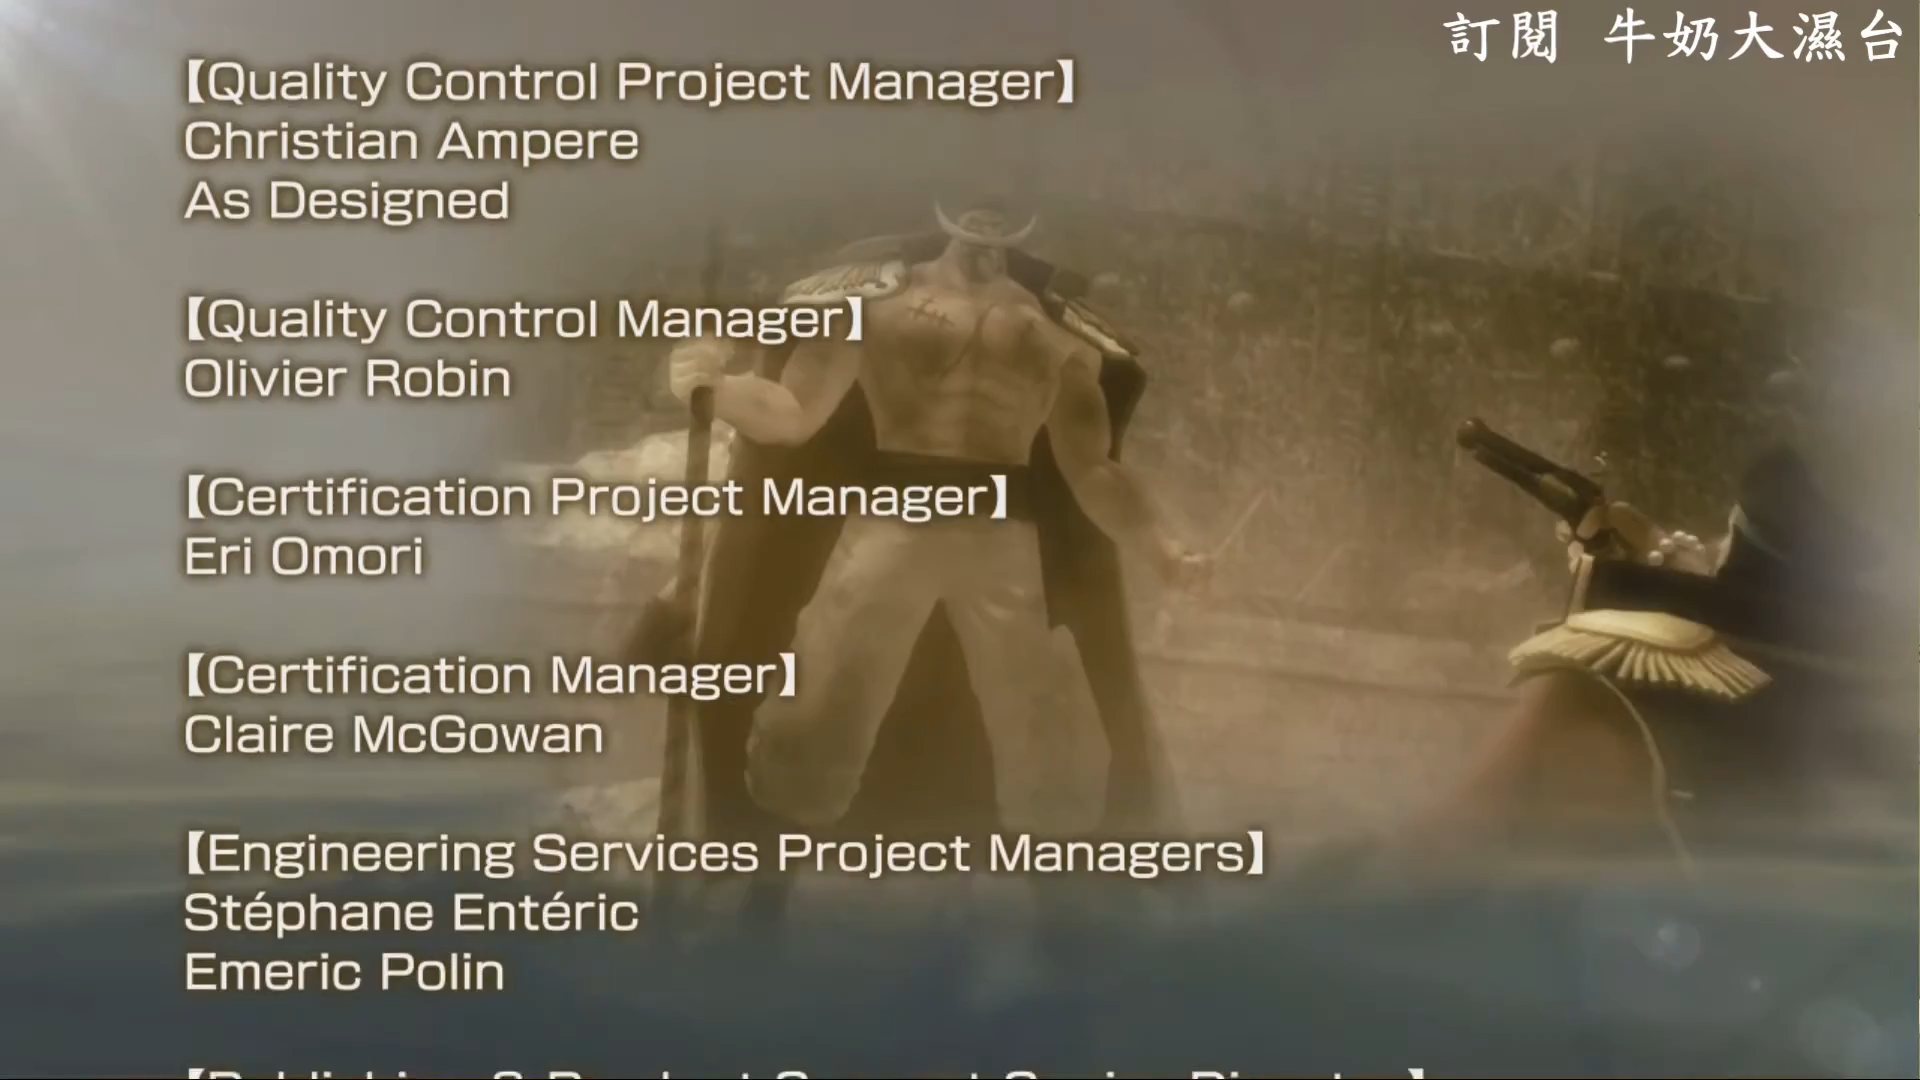 訂閱 牛奶大濕台
【Quality Control Project Manager】
Christian Ampere
As Designed
【Quality Control Manager】
Olivier Robin
【Certification Project Manager】
Eri Omori
【Certification Manager】
Claire McGowan
【Engineering Services Project Managers】
Stéphane Entéric
Emeric Polin